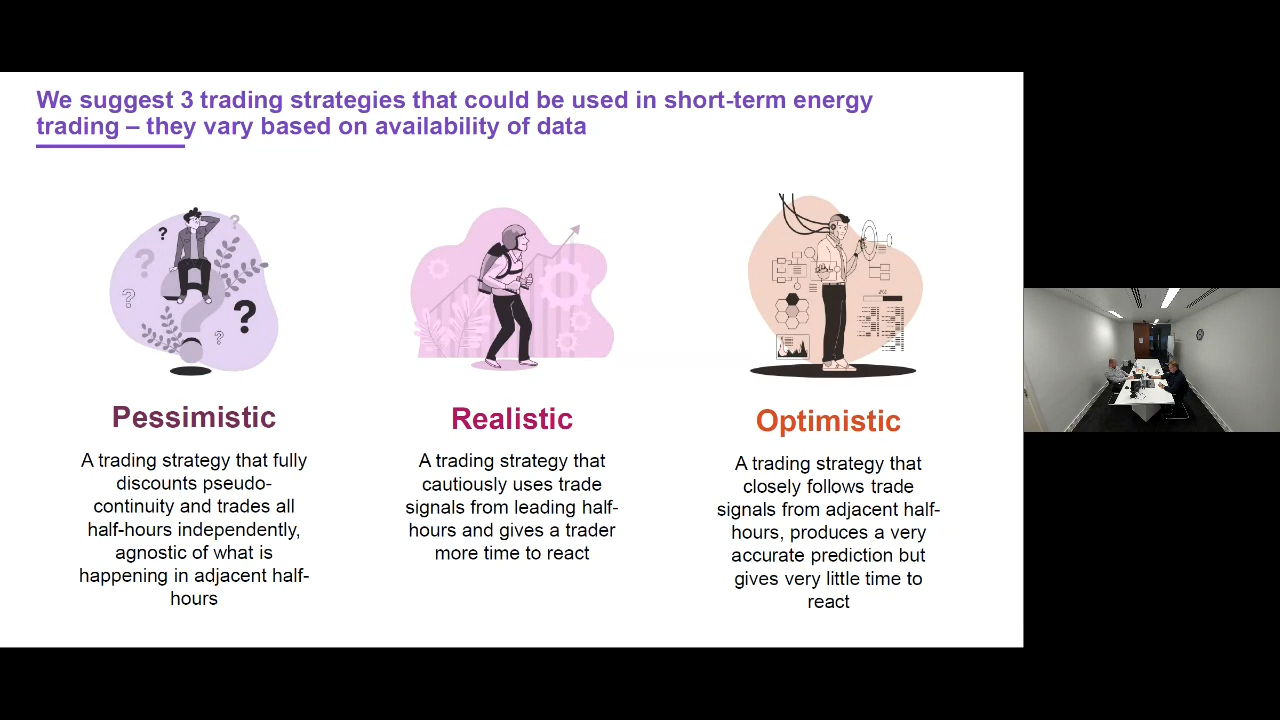 We suggest 3 trading strategies that could be used in short-term energy
trading – they vary based on availability of data
Pessimistic
A trading strategy that fully
discounts pseudo-
continuity and trades all
half-hours independently,
agnostic of what is
happening in adjacent half-
hours
Realistic
A trading strategy that
cautiously uses trade
signals from leading half-
hours and gives a trader
more time to react
Optimistic
A trading strategy that
closely follows trade
signals from adjacent half-
hours, produces a very
accurate prediction but
gives very little time to
react